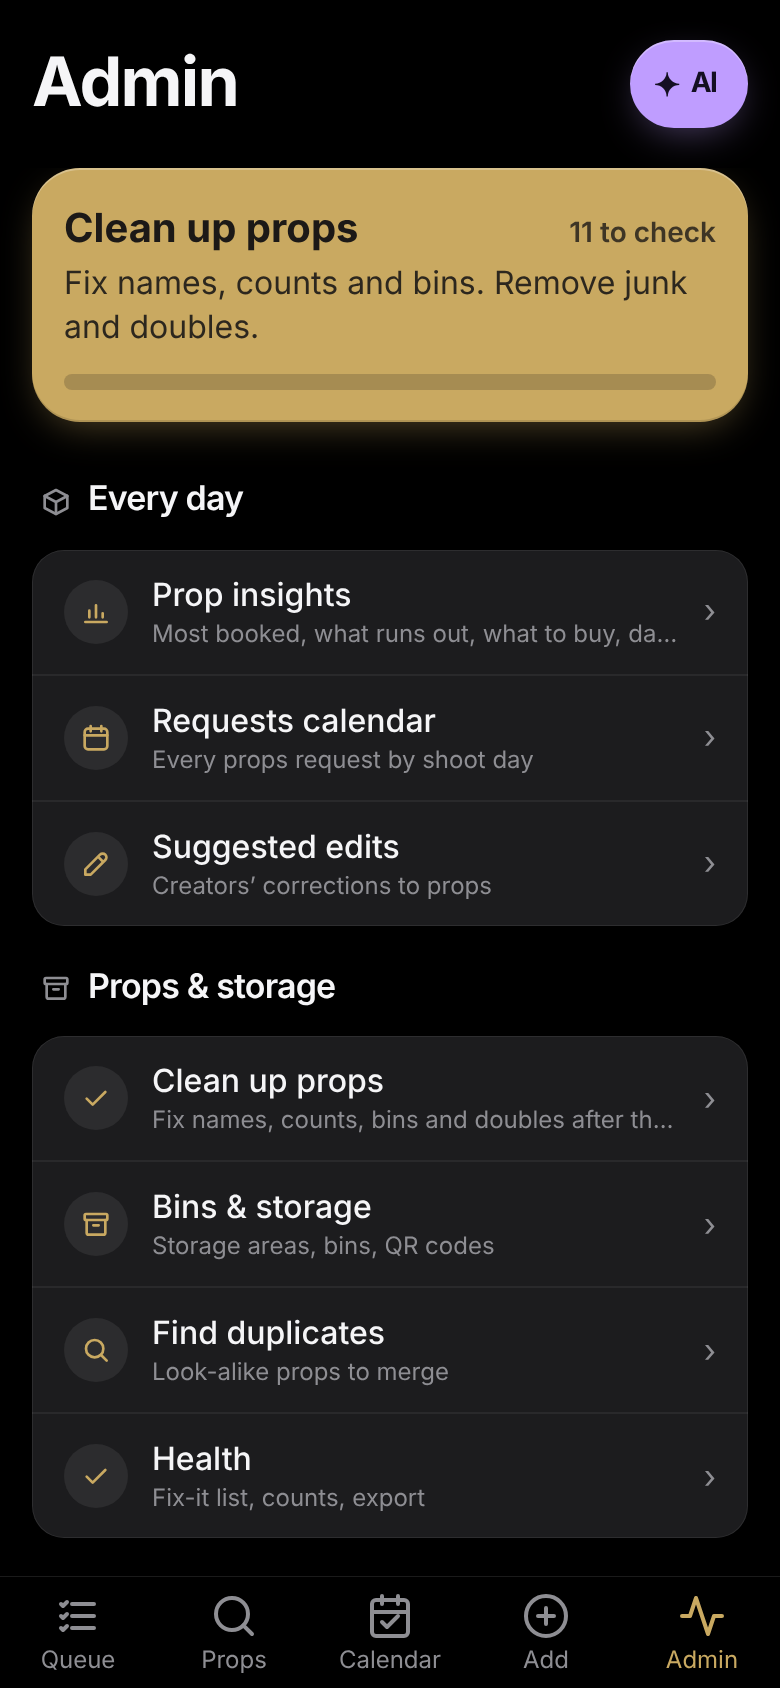 Admin
AI
Clean up props
11 to check
Fix names, counts and bins. Remove junk
and doubles.
Every day
Prop insights
Most booked, what runs out, what to buy, da...
Requests calendar
Every props request by shoot day
Suggested edits
Creators’ corrections to props
Props & storage
Clean up props
Fix names, counts, bins and doubles after th...
Bins & storage
Storage areas, bins, QR codes
Find duplicates
Look-alike props to merge
Health
Fix-it list, counts, export
Queue
Props
Calendar
Add
Admin